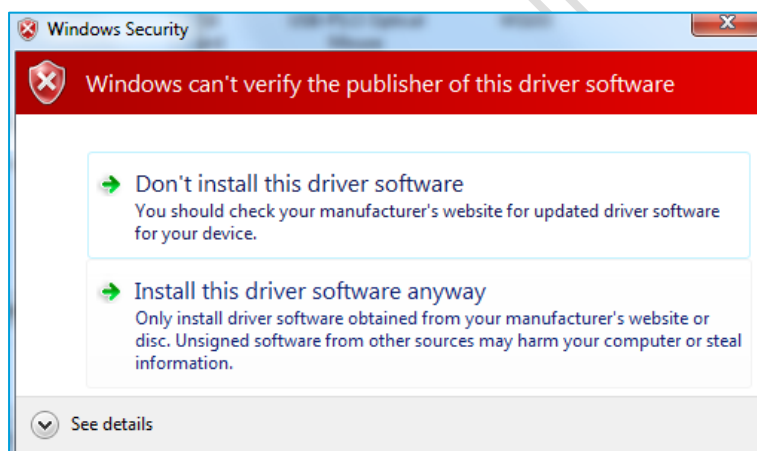 Windows Security
Windows can't verify the publisher of this driver software
Don't install this driver software
You should check your manufacturer's website for updated driver software
for your device.
Install this driver software anyway
Only install driver software obtained from your manufacturer's website or
disc. Unsigned software from other sources may harm your computer or steal
information.
See details